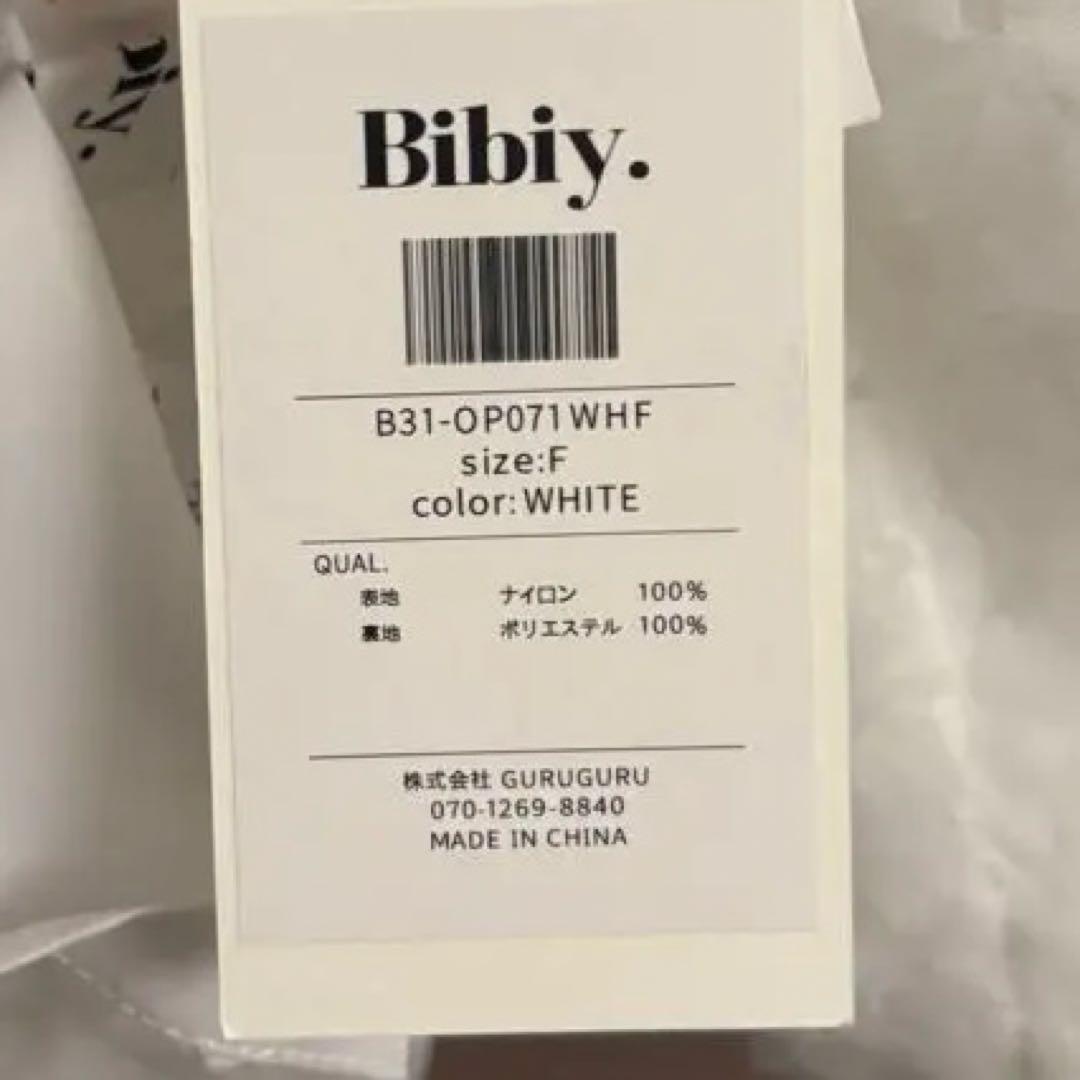 Bibiy.
B31-OP071WHF
size:F
color:WHITE
QUAL.
表地 ナイロン 100%
裏地 ポリエステル 100%
株式会社 GURUGURU
070-1269-8840
MADE IN CHINA